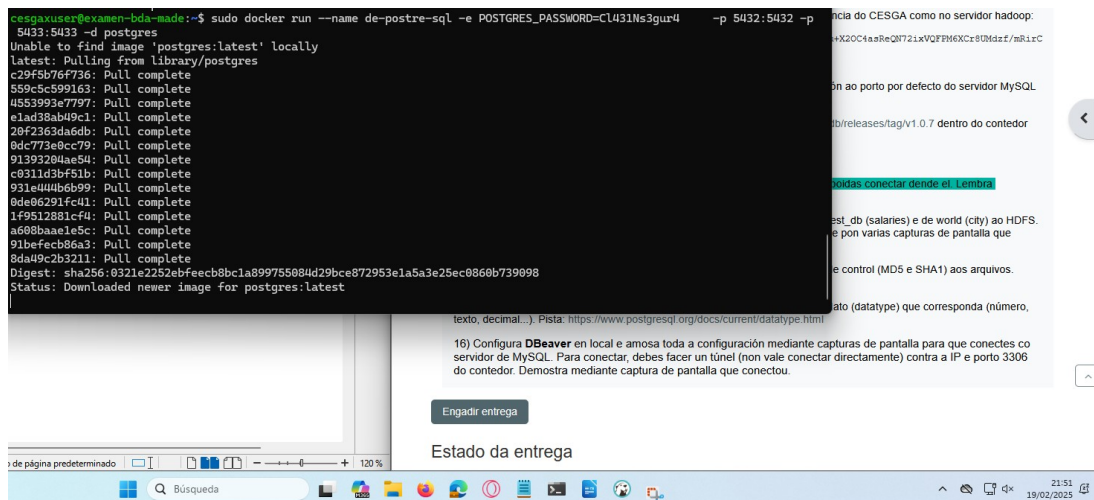 cesgaxuser@examen-bda-made:~$ sudo docker run --name de-postre-sql -e POSTGRES_PASSWORD=Cl431Ns3gur4 -p 5432:5432 -p
5433:5433 -d postgres
Unable to find image 'postgres:latest' locally
latest: Pulling from library/postgres
c29f5b76f736: Pull complete
559c5c599163: Pull complete
4553993e7797: Pull complete
e1ad38ab49c1: Pull complete
20f2363da6db: Pull complete
0dc773e0cc79: Pull complete
91393204ae54: Pull complete
c0311d3bf51b: Pull complete
931e444b6b99: Pull complete
0de06291fc41: Pull complete
1f9512881cf4: Pull complete
a608baae1e5c: Pull complete
91befecb86a3: Pull complete
8da49c2b3211: Pull complete
Digest: sha256:0321e2252ebfeecb8bc1a899755084d29bce872953e1a5a3e25ec0860b739098
Status: Downloaded newer image for postgres:latest
ncia do CESGA como no servidor hadoop:
+X2OC4asReQN72ixVQFPM6XCr8UMdzf/mRirC
ón ao porto por defecto do servidor MySQL
db/releases/tag/v1.0.7 dentro do contedor
poidas conectar dende el. Lembra
est_db (salaries) e de world (city) ao HDFS.
e pon varias capturas de pantalla que
e control (MD5 e SHA1) aos arquivos.
ato (datatype) que corresponda (número,
texto, decimal...). Pista: https://www.postgresql.org/docs/current/datatype.html
16) Configura DBeaver en local e amosa toda a configuración mediante capturas de pantalla para que conectes co
servidor de MySQL. Para conectar, debes facer un túnel (non vale conectar directamente) contra a IP e porto 3306
do contedor. Demostra mediante captura de pantalla que conectou.
Engadir entrega
Estado da entrega
de página predeterminado
120 %
Búsqueda
21:51
19/02/2025